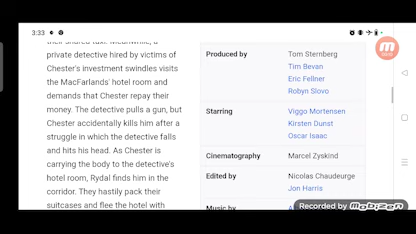 3:33
their shared taxi. Meanwhile, a
private detective hired by victims of
Chester's investment swindles visits
the MacFarlands' hotel room and
demands that Chester repay their
money. The detective pulls a gun, but
Chester accidentally kills him after a
struggle in which the detective falls
and hits his head. As Chester is
carrying the body to the detective's
hotel room, Rydal finds him in the
corridor. They hastily pack their
suitcases and flee the hotel with
Produced by
Tom Sternberg
Tim Bevan
Eric Fellner
Robyn Slovo
Starring
Viggo Mortensen
Kirsten Dunst
Oscar Isaac
Cinematography
Marcel Zyskind
Edited by
Nicolas Chaudeurge
Jon Harris
Music by
Recorded by mobizen